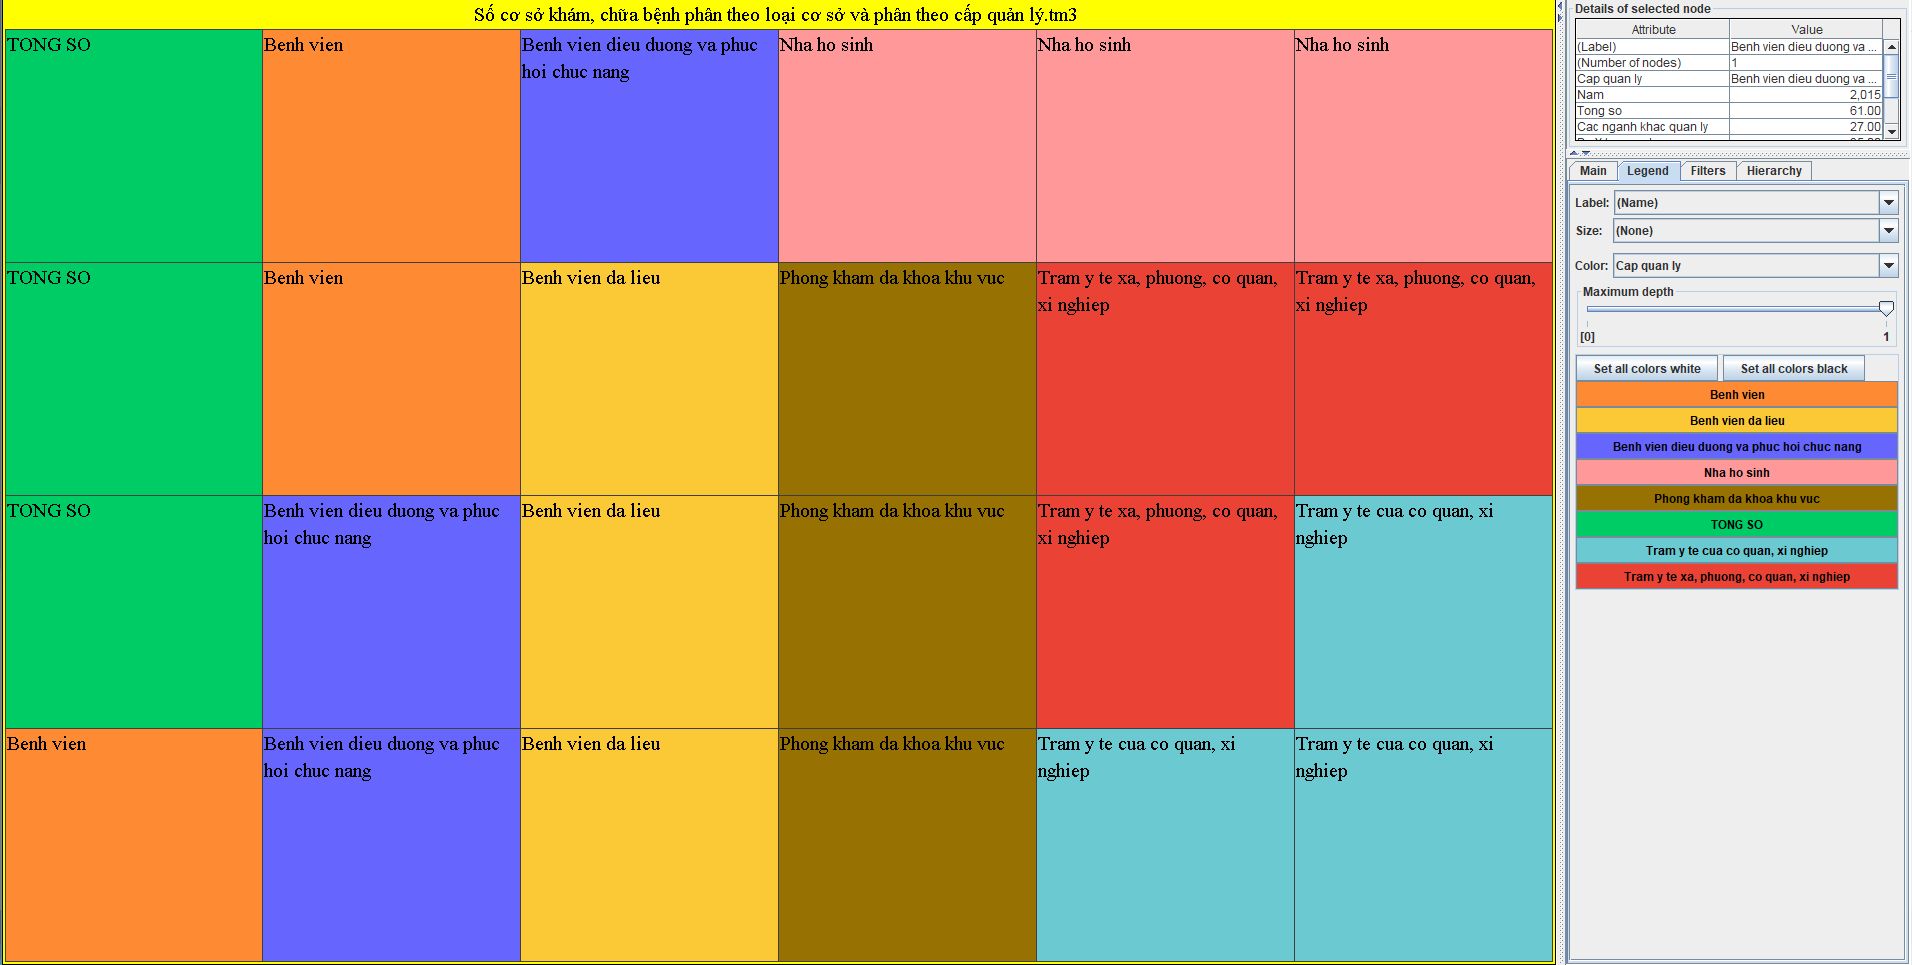 Số cơ sở khám, chữa bệnh phân theo loại cơ sở và phân theo cấp quản lý.tm3
TONG SO
Benh vien
Benh vien dieu duong va phuc
hoi chuc nang
Nha ho sinh
Nha ho sinh
Nha ho sinh
TONG SO
Benh vien
Benh vien da lieu
Phong kham da khoa khu vuc
Tram y te xa, phuong, co quan,
xi nghiep
Tram y te xa, phuong, co quan,
xi nghiep
TONG SO
Benh vien dieu duong va phuc
hoi chuc nang
Benh vien da lieu
Phong kham da khoa khu vuc
Tram y te xa, phuong, co quan,
xi nghiep
Tram y te cua co quan, xi
nghiep
Benh vien
Benh vien dieu duong va phuc
hoi chuc nang
Benh vien da lieu
Phong kham da khoa khu vuc
Tram y te cua co quan, xi
nghiep
Tram y te cua co quan, xi
nghiep
Details of selected node
Attribute Value
(Label) Benh vien dieu duong va ...
(Number of nodes) 1
Cap quan ly Benh vien dieu duong va ...
Nam 2,015
Tong so 61.00
Cac nganh khac quan ly 27.00
Main Legend Filters Hierarchy
Label: (Name)
Size: (None)
Color: Cap quan ly
Maximum depth
[0] 1
Set all colors white Set all colors black
Benh vien
Benh vien da lieu
Benh vien dieu duong va phuc hoi chuc nang
Nha ho sinh
Phong kham da khoa khu vuc
TONG SO
Tram y te cua co quan, xi nghiep
Tram y te xa, phuong, co quan, xi nghiep